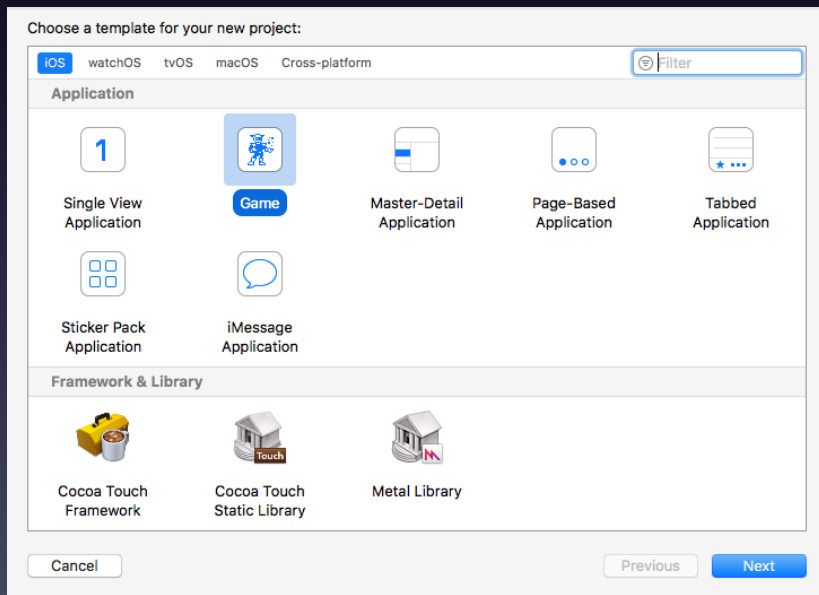 Choose a template for your new project:
iOS watchOS tvOS macOS Cross-platform Filter
Application
1
Single View Application
Game
Master-Detail Application
Page-Based Application
Tabbed Application
Sticker Pack Application
iMessage Application
Framework & Library
Cocoa Touch Framework
Touch
Cocoa Touch Static Library
Metal Library
Cancel Previous Next